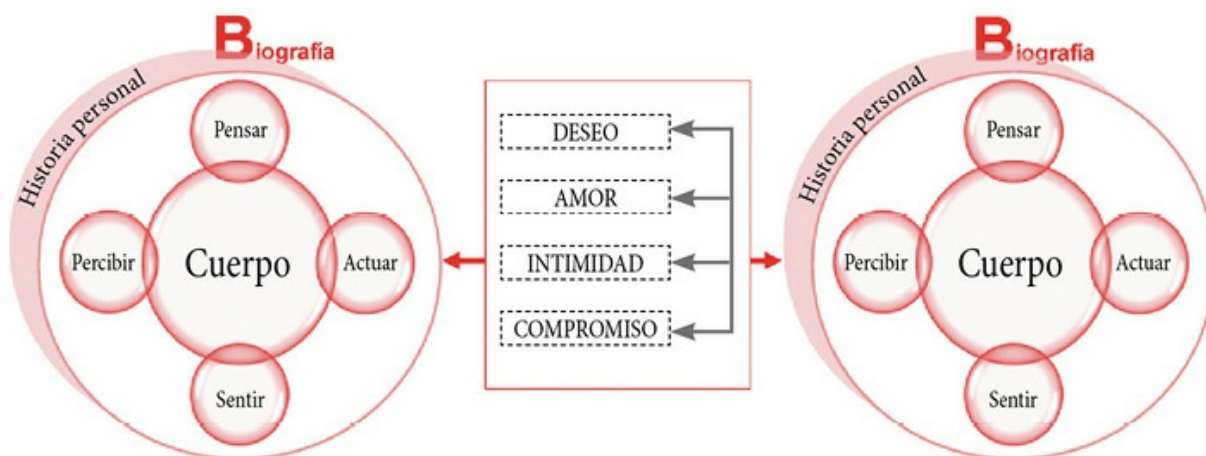 Biografía
Historia personal
Pensar
Percibir
Cuerpo
Actuar
Sentir
DESEO
AMOR
INTIMIDAD
COMPROMISO
Biografía
Historia personal
Pensar
Percibir
Cuerpo
Actuar
Sentir